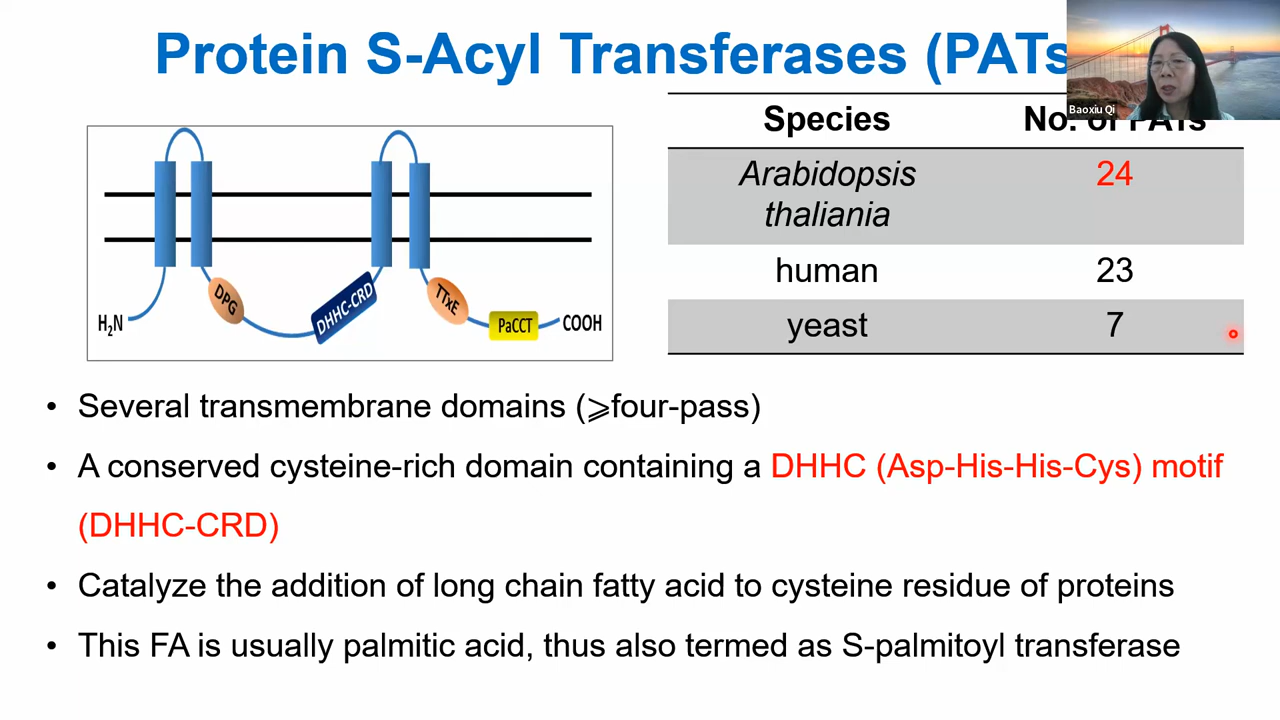 Protein S-Acyl Transferases (PATs
Baoxiu Qi
Species No. of PATs
Arabidopsis 24
thaliania
human 23
yeast 7
DPG
DHHC-CRD
TTxE
PaCCT
H₂N
COOH
• Several transmembrane domains (⩾four-pass)
• A conserved cysteine-rich domain containing a DHHC (Asp-His-His-Cys) motif
(DHHC-CRD)
• Catalyze the addition of long chain fatty acid to cysteine residue of proteins
• This FA is usually palmitic acid, thus also termed as S-palmitoyl transferase